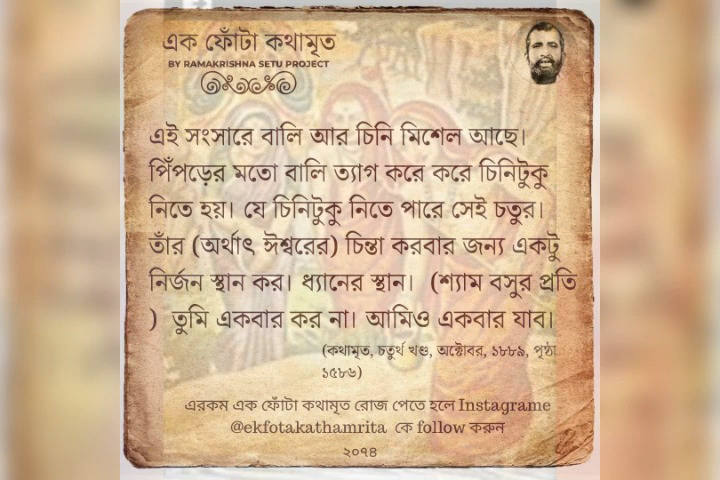 এক ফোঁটা কথামৃত
BY RAMAKRISHNA SETU PROJECT
এই সংসারে বালি আর চিনি মিশেল আছে।
পিঁপড়ের মতো বালি ত্যাগ করে করে চিনিটুকু
নিতে হয়। যে চিনিটুকু নিতে পারে সেই চতুর।
তাঁর (অর্থাৎ ঈশ্বরের) চিন্তা করবার জন্য একটু
নির্জন স্থান কর। ধ্যানের স্থান। (শ্যাম বসুর প্রতি
) তুমি একবার কর না। আমিও একবার যাব।
(কথামৃত, চতুর্থ খণ্ড, অক্টোবর, ১৮৮৯, পৃষ্ঠা
১৫৮৬)
এরকম এক ফোঁটা কথামৃত রোজ পেতে হলে Instagrame
@ekfotakathamrita কে follow করুন
২০৭৪